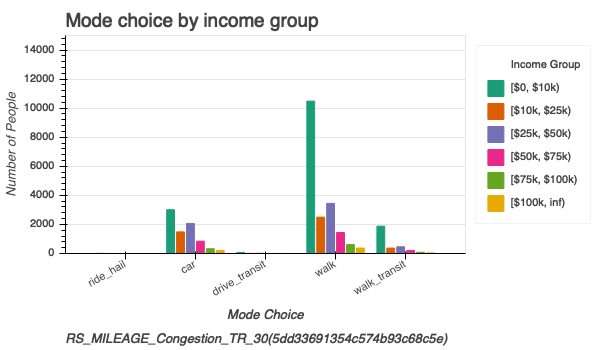 Mode choice by income group
Number of People
14000
12000
10000
8000
6000
4000
2000
0
ride_hail
car
drive_transit
walk
walk_transit
Mode Choice
Income Group
[$0, $10k)
[$10k, $25k)
[$25k, $50k)
[$50k, $75k)
[$75k, $100k)
[$100k, inf)
RS_MILEAGE_Congestion_TR_30(5dd33691354c574b93c68c5e)